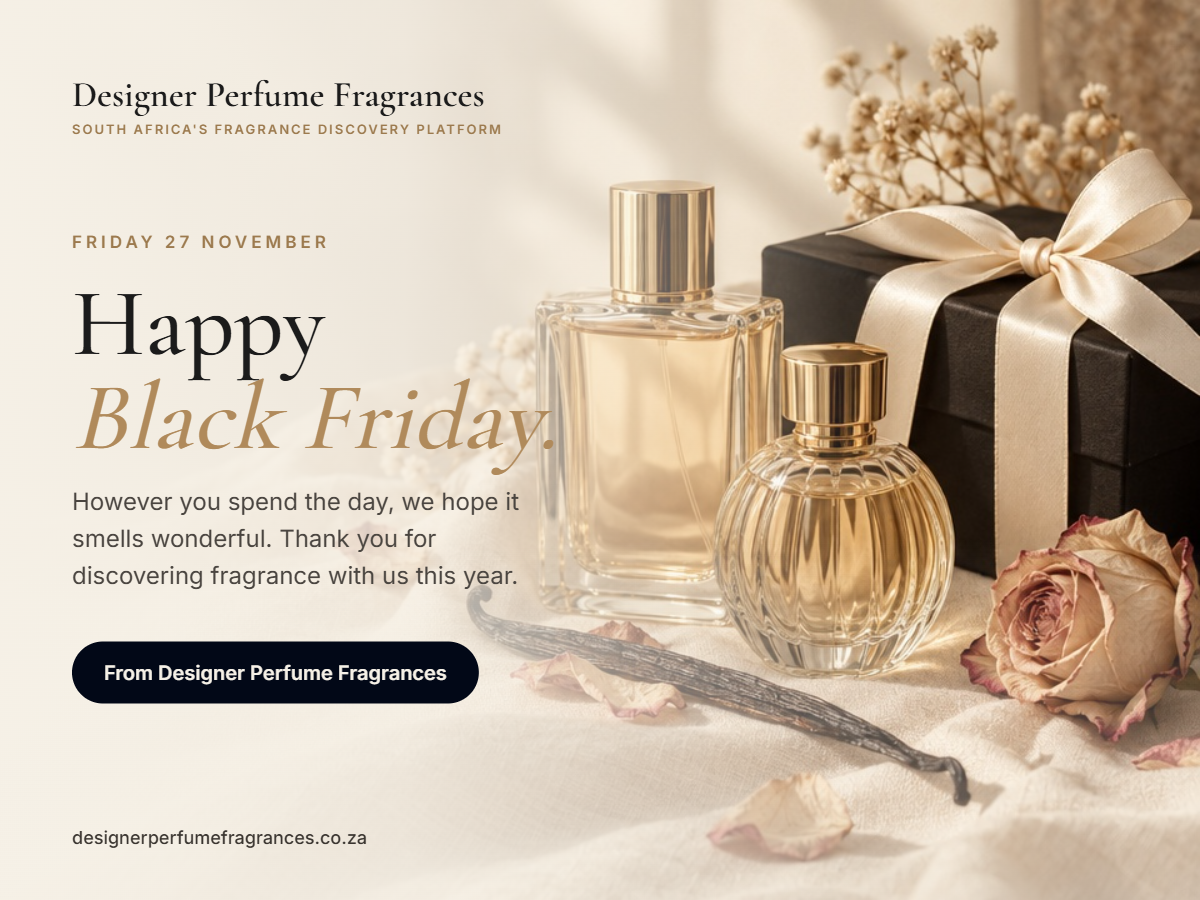 Designer Perfume Fragrances
SOUTH AFRICA'S FRAGRANCE DISCOVERY PLATFORM
FRIDAY 27 NOVEMBER
Happy
Black Friday.
However you spend the day, we hope it
smells wonderful. Thank you for
discovering fragrance with us this year.
From Designer Perfume Fragrances
designerperfumefragrances.co.za